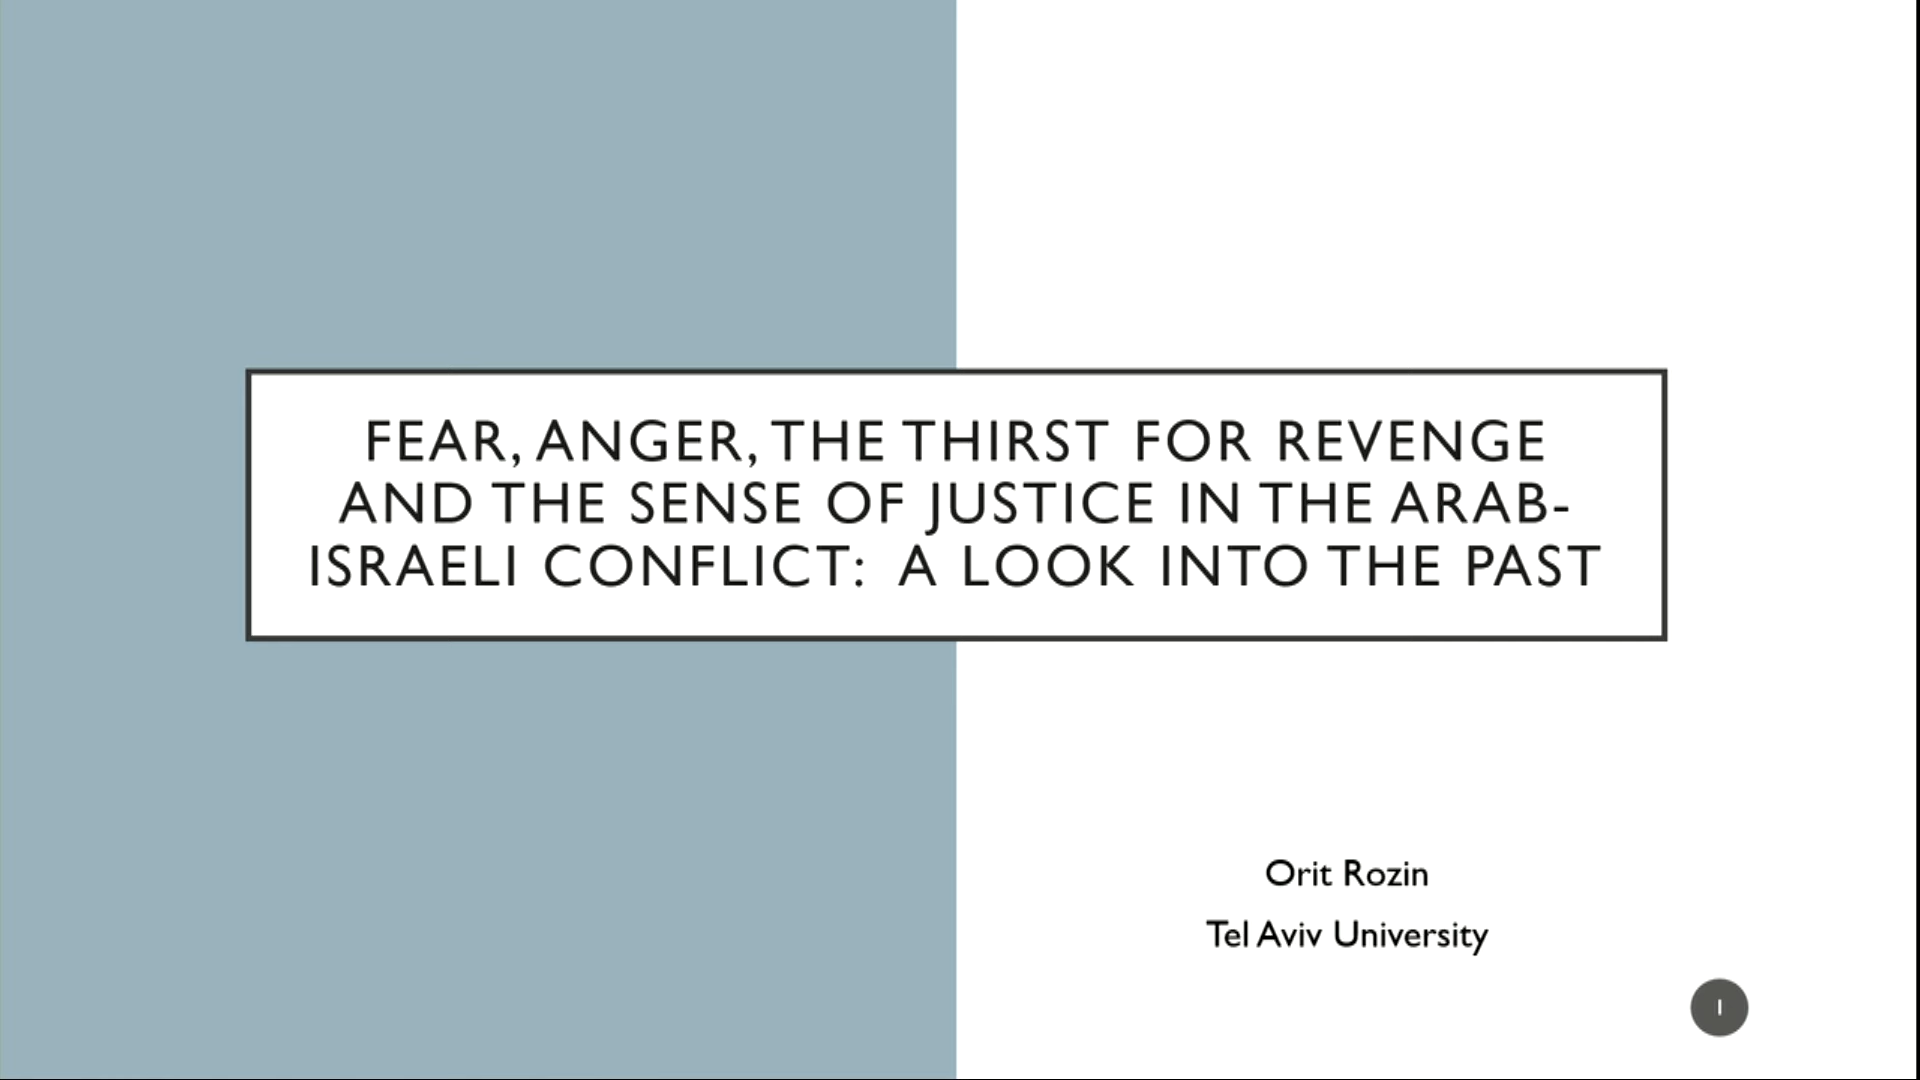 FEAR, ANGER, THE THIRST FOR REVENGE
AND THE SENSE OF JUSTICE IN THE ARAB-
ISRAELI CONFLICT:  A LOOK INTO THE PAST
Orit Rozin
Tel Aviv University
1